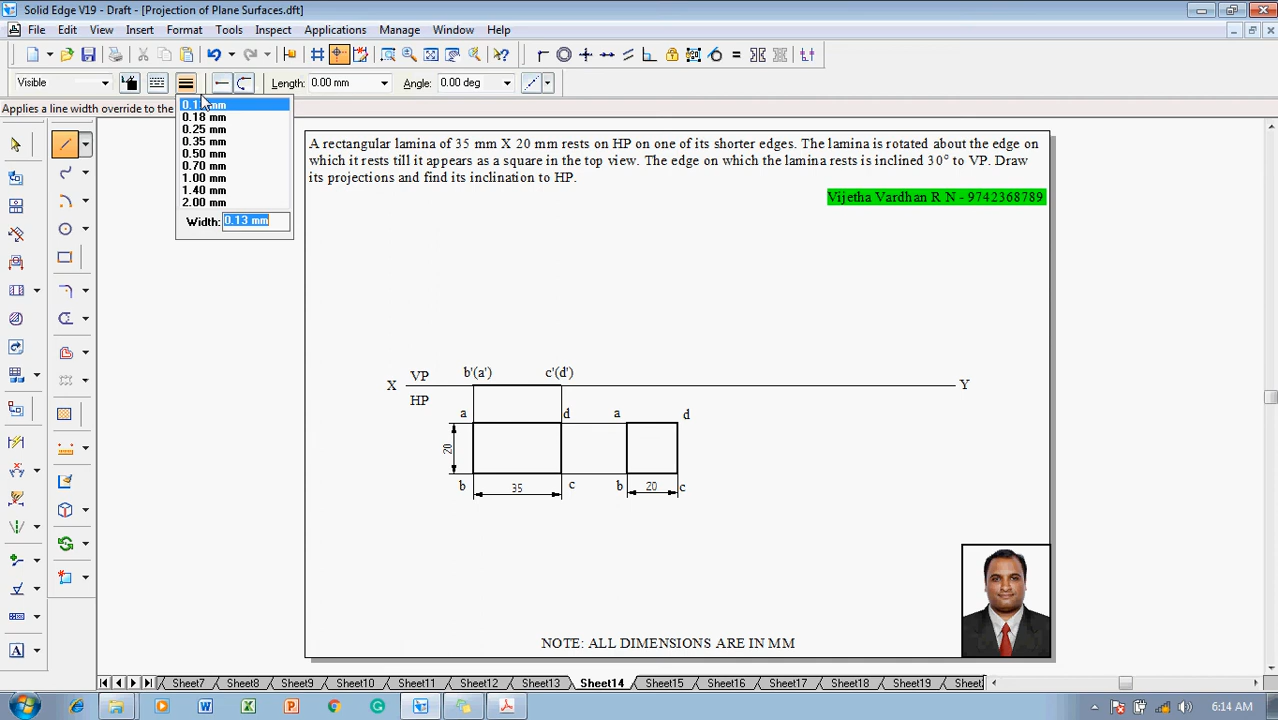 Solid Edge V19 - Draft - [Projection of Plane Surfaces.dft]
File Edit View Insert Format Tools Inspect Applications Manage Window Help
Visible Length: 0.00 mm Angle: 0.00 deg
Applies a line width override to the
0.18 mm
0.25 mm
0.35 mm
0.50 mm
0.70 mm
1.00 mm
1.40 mm
2.00 mm
Width: 0.13 mm
A rectangular lamina of 35 mm X 20 mm rests on HP on one of its shorter edges. The lamina is rotated about the edge on
which it rests till it appears as a square in the top view. The edge on which the lamina rests is inclined 30° to VP. Draw
its projections and find its inclination to HP.
Vijetha Vardhan R N - 9742368789
b'(a') c'(d')
VP
X Y
HP
a d a d
20
b c b c
35 20
NOTE: ALL DIMENSIONS ARE IN MM
Sheet7 Sheet8 Sheet9 Sheet10 Sheet11 Sheet12 Sheet13 Sheet14 Sheet15 Sheet16 Sheet17 Sheet18 Sheet19
6:14 AM